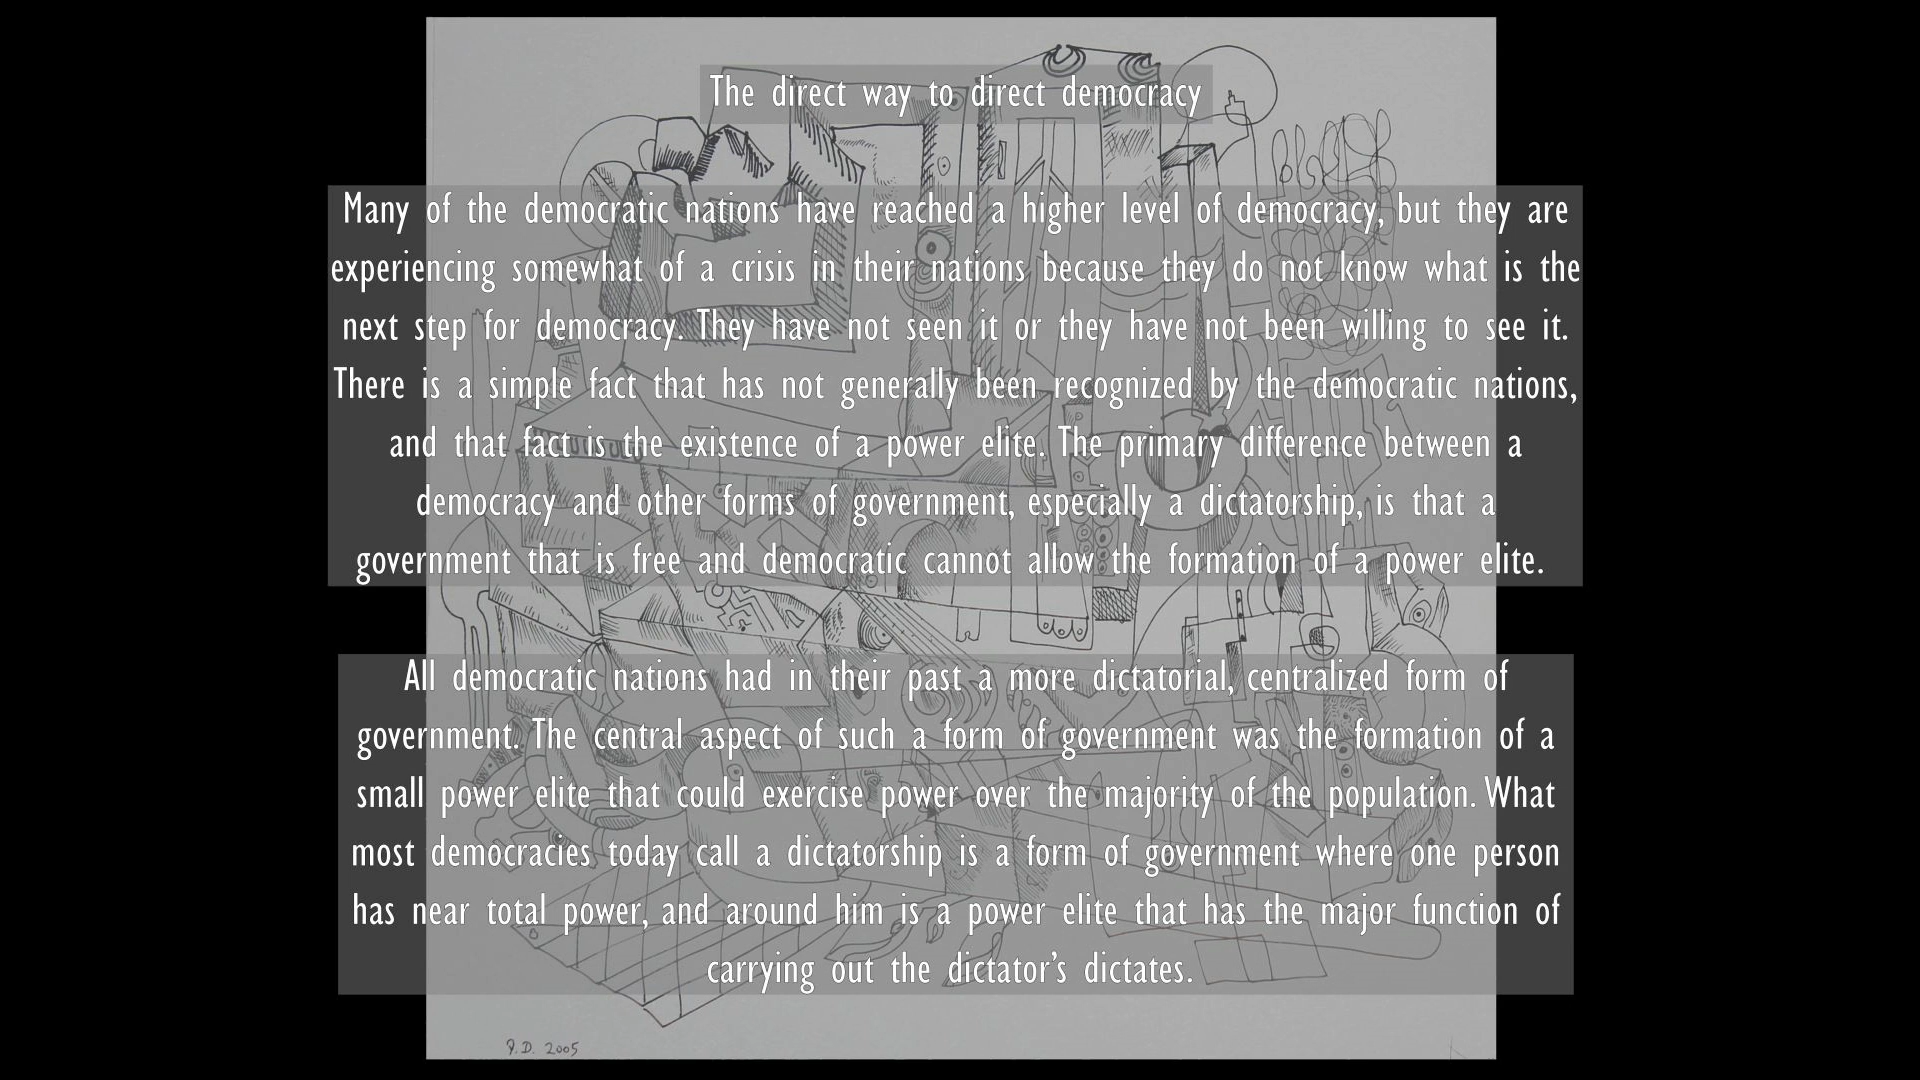 The direct way to direct democracy
Many of the democratic nations have reached a higher level of democracy, but they are
experiencing somewhat of a crisis in their nations because they do not know what is the
next step for democracy. They have not seen it or they have not been willing to see it.
There is a simple fact that has not generally been recognized by the democratic nations,
and that fact is the existence of a power elite. The primary difference between a
democracy and other forms of government, especially a dictatorship, is that a
government that is free and democratic cannot allow the formation of a power elite.
All democratic nations had in their past a more dictatorial, centralized form of
government. The central aspect of such a form of government was the formation of a
small power elite that could exercise power over the majority of the population. What
most democracies today call a dictatorship is a form of government where one person
has near total power, and around him is a power elite that has the major function of
carrying out the dictator's dictates.
D. 2005